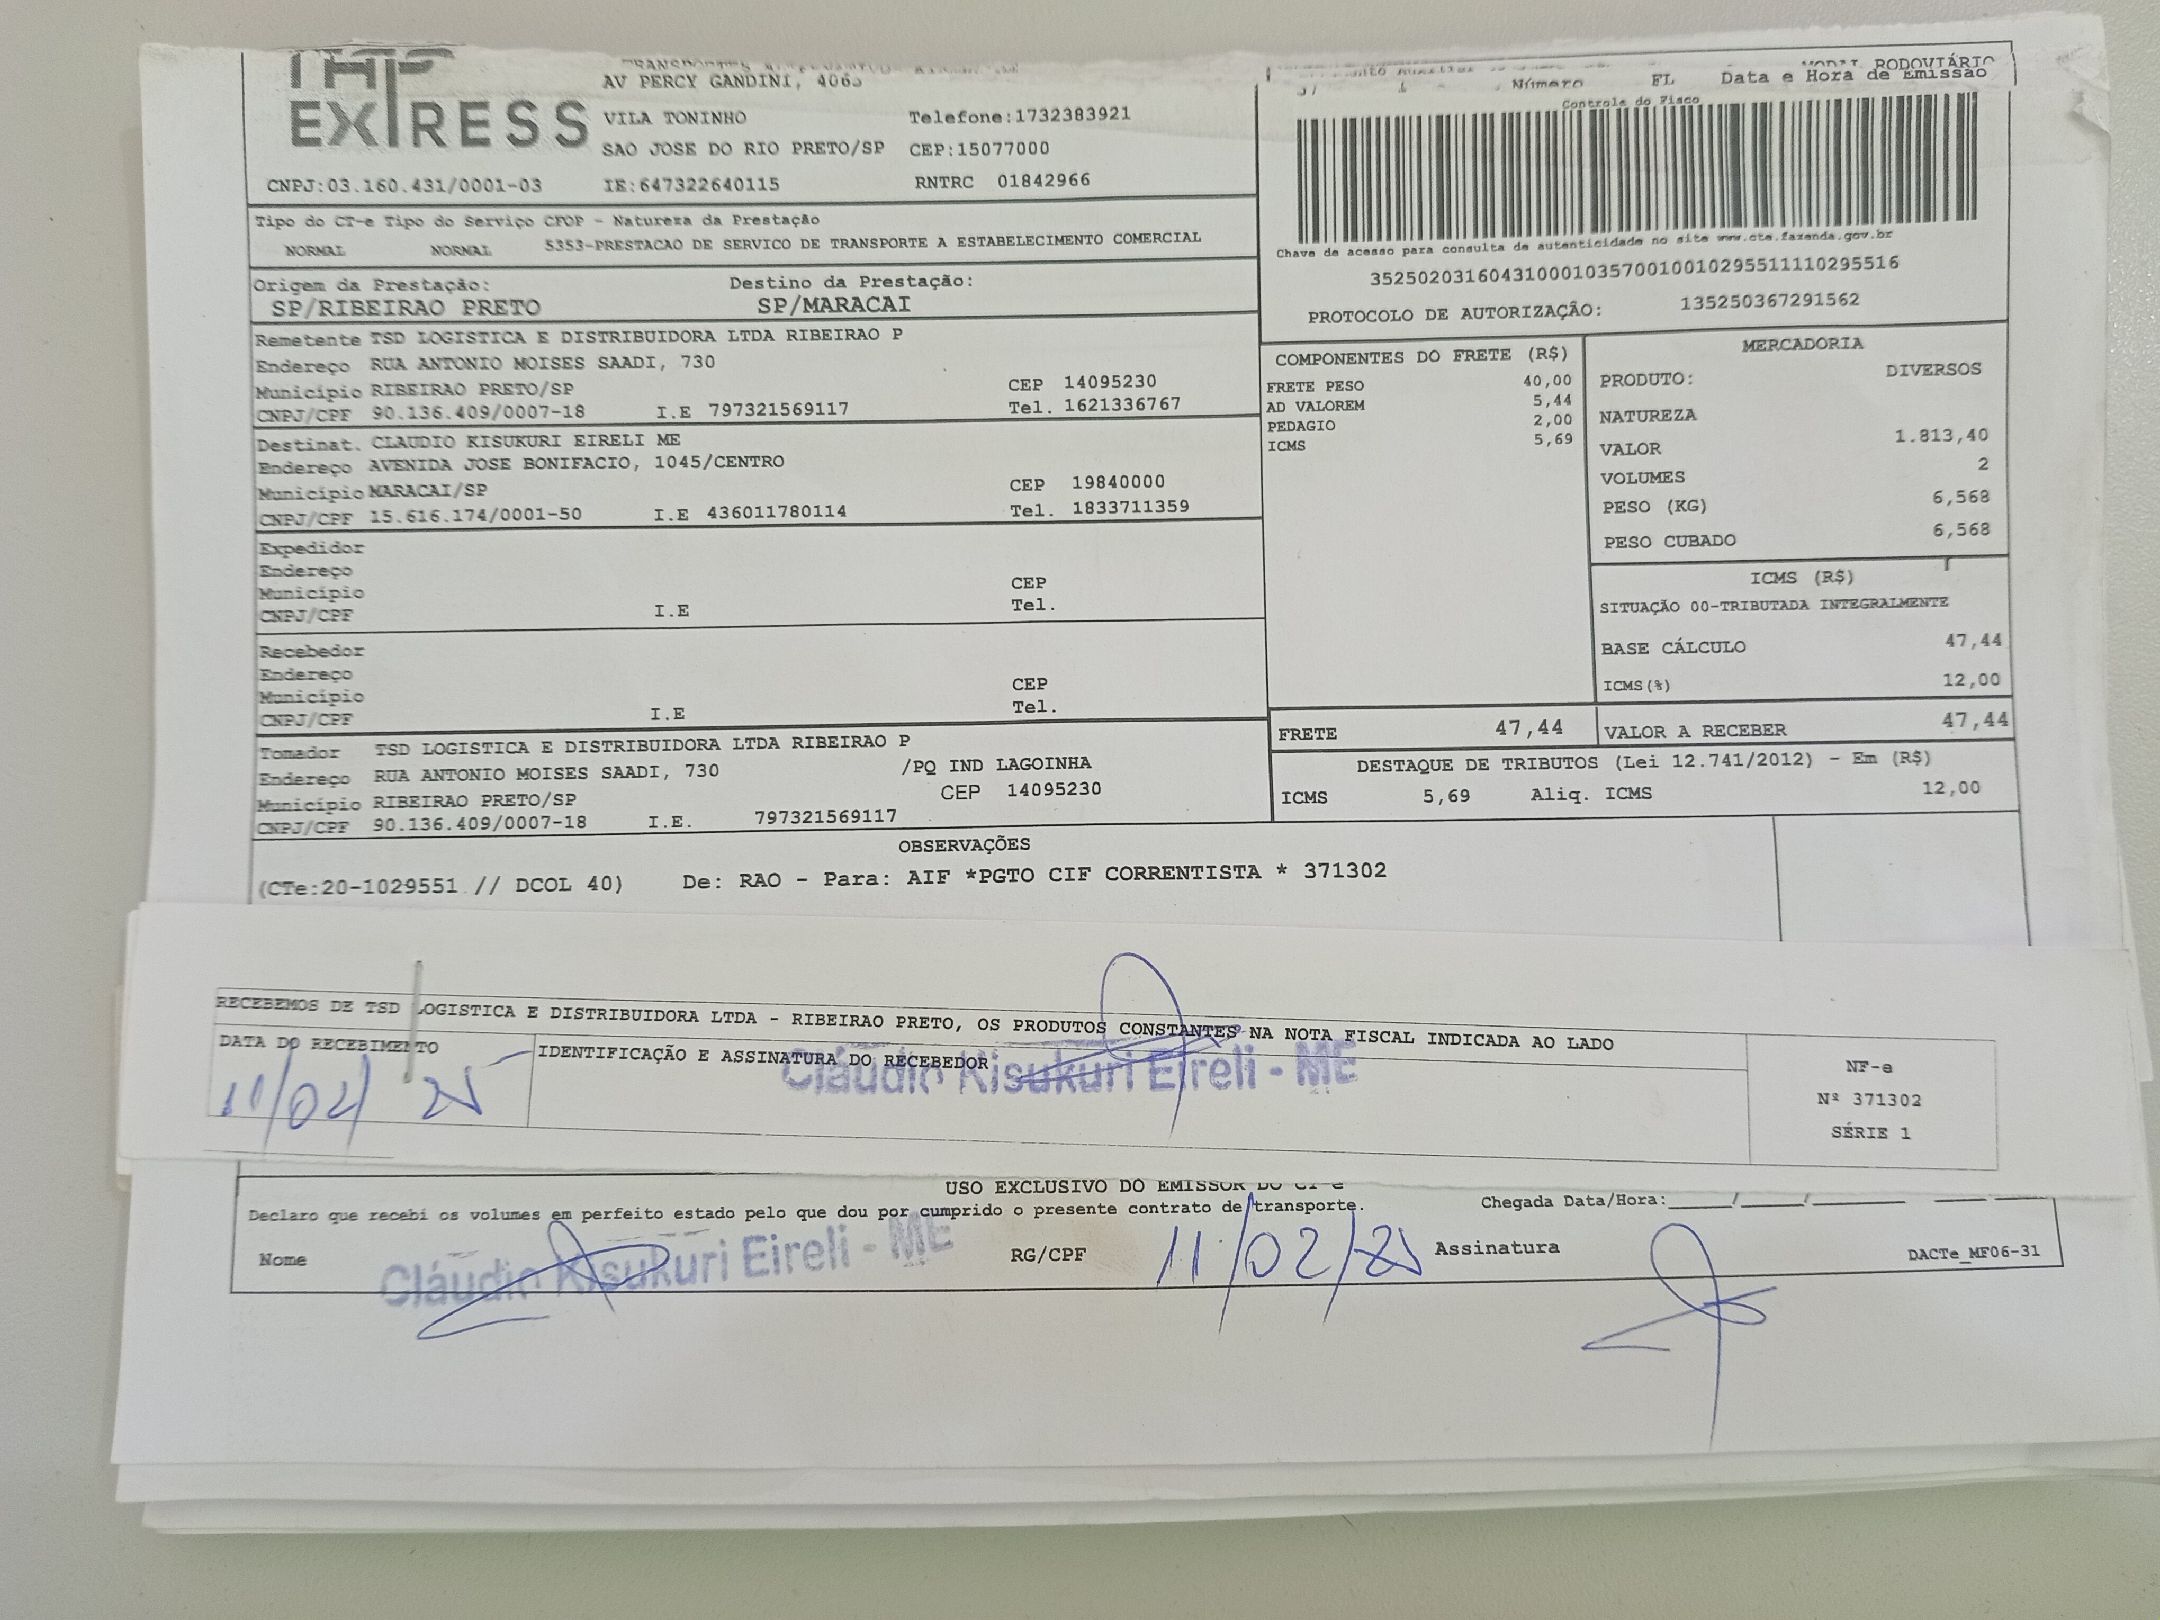 EXPRESS
AV PERCY GANDINI, 4065
VILA TONINHO Telefone:1732383921
SAO JOSE DO RIO PRETO/SP CEP:15077000
CNPJ:03.160.431/0001-03 IE:647322640115 RNTRC 01842966
RODOVIÁRIO
Número FL Data e Hora de Emissão
Controle do Fisco
Chave de acesso para consulta de autenticidade no site www.cte.fazenda.gov.br
35250203160431000103570010010295511110295516
PROTOCOLO DE AUTORIZAÇÃO: 135250367291562
Tipo do CT-e Tipo do Serviço CFOP - Natureza da Prestação
NORMAL NORMAL 5353-PRESTACAO DE SERVICO DE TRANSPORTE A ESTABELECIMENTO COMERCIAL
Origem da Prestação: Destino da Prestação:
SP/RIBEIRAO PRETO SP/MARACAI
Remetente TSD LOGISTICA E DISTRIBUIDORA LTDA RIBEIRAO P
Endereço RUA ANTONIO MOISES SAADI, 730
Município RIBEIRAO PRETO/SP CEP 14095230
CNPJ/CPF 90.136.409/0007-18 I.E 797321569117 Tel. 1621336767
Destinat. CLAUDIO KISUKURI EIRELI ME
Endereço AVENIDA JOSE BONIFACIO, 1045/CENTRO
Município MARACAI/SP CEP 19840000
CNPJ/CPF 15.616.174/0001-50 I.E 436011780114 Tel. 1833711359
Expedidor
Endereço
Município CEP
CNPJ/CPF I.E Tel.
Recebedor
Endereço
Município CEP
CNPJ/CPF I.E Tel.
Tomador TSD LOGISTICA E DISTRIBUIDORA LTDA RIBEIRAO P
Endereço RUA ANTONIO MOISES SAADI, 730 /PQ IND LAGOINHA
Município RIBEIRAO PRETO/SP CEP 14095230
CNPJ/CPF 90.136.409/0007-18 I.E. 797321569117
COMPONENTES DO FRETE (R$)
FRETE PESO 40,00
AD VALOREM 5,44
PEDAGIO 2,00
ICMS 5,69
MERCADORIA
PRODUTO: DIVERSOS
NATUREZA
VALOR 1.813,40
VOLUMES 2
PESO (KG) 6,568
PESO CUBADO 6,568
ICMS (R$)
SITUAÇÃO 00-TRIBUTADA INTEGRALMENTE
BASE CÁLCULO 47,44
ICMS(%) 12,00
FRETE 47,44 VALOR A RECEBER 47,44
DESTAQUE DE TRIBUTOS (Lei 12.741/2012) - Em (R$)
ICMS 5,69 Aliq. ICMS 12,00
OBSERVAÇÕES
(CTe:20-1029551 // DCOL 40) De: RAO - Para: AIF *PGTO CIF CORRENTISTA * 371302
RECEBEMOS DE TSD LOGISTICA E DISTRIBUIDORA LTDA - RIBEIRAO PRETO, OS PRODUTOS CONSTANTES NA NOTA FISCAL INDICADA AO LADO
DATA DO RECEBIMENTO IDENTIFICAÇÃO E ASSINATURA DO RECEBEDOR
11/02/25 Cláudio Kisukuri Eireli - ME
NF-e
Nº 371302
SÉRIE 1
USO EXCLUSIVO DO EMISSOR DO CT-e
Declaro que recebi os volumes em perfeito estado pelo que dou por cumprido o presente contrato de transporte. Chegada Data/Hora:____/____/______
Nome Cláudio Kisukuri Eireli - ME RG/CPF 11/02/25 Assinatura DACTe_MF06-31